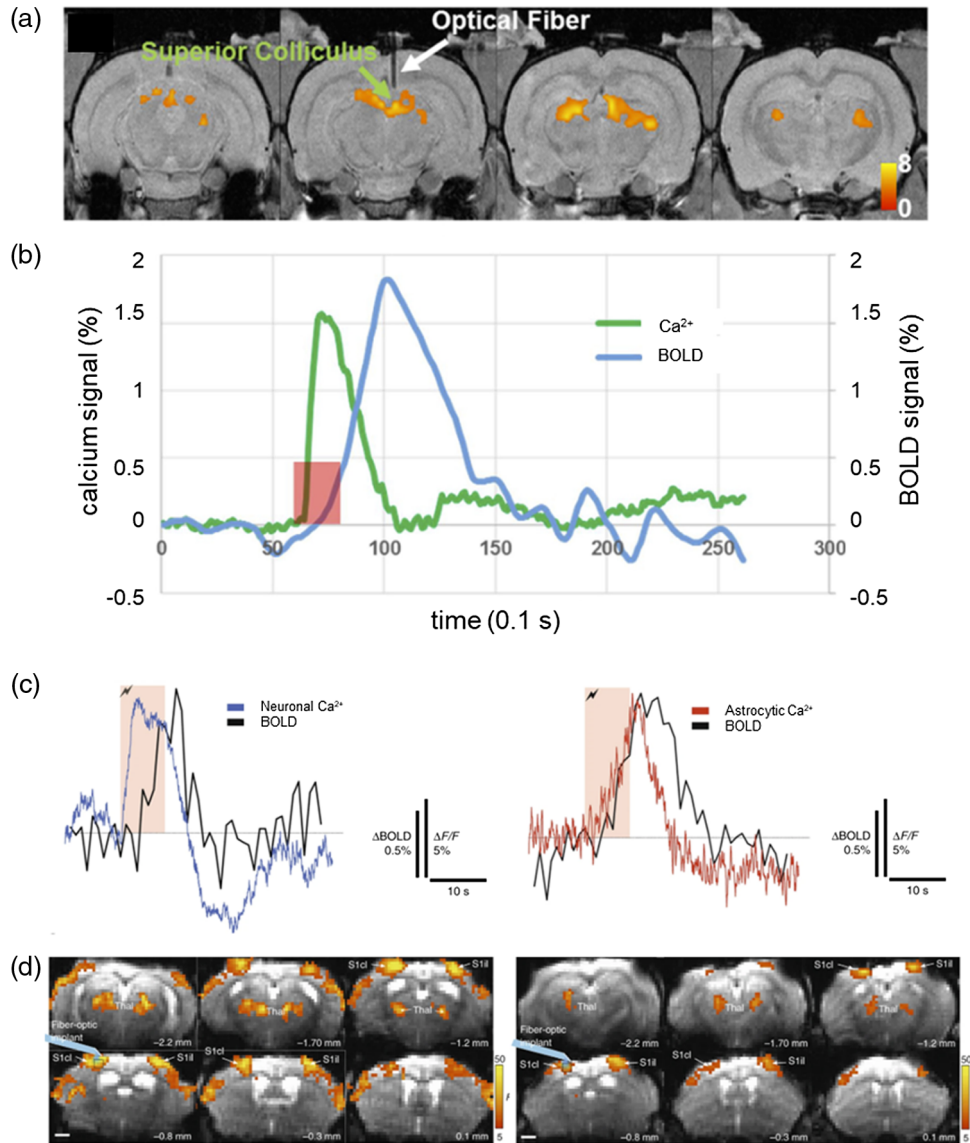 (a)
Optical Fiber
Superior Colliculus
8
0
(b)
2
1.5
1
0.5
0
-0.5
calcium signal (%)
2
1.5
1
0.5
0
-0.5
BOLD signal (%)
Ca²⁺
BOLD
0 50 100 150 200 250 300
time (0.1 s)
(c)
Neuronal Ca²⁺
BOLD
ΔBOLD 
0.5%
ΔF/F
5%
10 s
Astrocytic Ca²⁺
BOLD
ΔBOLD
0.5%
ΔF/F
5%
10 s
(d)
Thal
−2.2 mm
Thal
−1.70 mm
S1cl S1il
Thal
−1.2 mm
Fiber-optic
implant
S1cl S1il
−0.8 mm
S1cl
−0.3 mm
0.1 mm
50
5
Thal
−2.2 mm
Thal
−1.70 mm
S1cl S1il
Thal
−1.2 mm
Fiber-optic
implant
S1cl S1il
−0.8 mm
−0.3 mm
0.1 mm
50
5